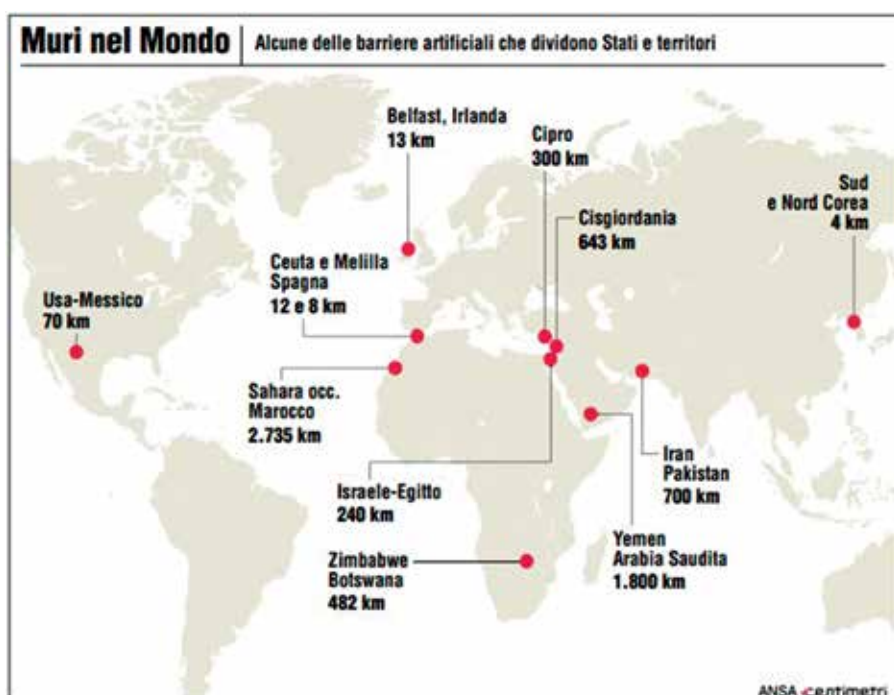 Muri nel Mondo
Alcune delle barriere artificiali che dividono Stati e territori
Belfast, Irlanda
13 km
Cipro
300 km
Sud
e Nord Corea
4 km
Cisgiordania
643 km
Ceuta e Melilla
Spagna
12 e 8 km
Usa-Messico
70 km
Sahara occ.
Marocco
2.735 km
Iran
Pakistan
700 km
Israele-Egitto
240 km
Yemen
Arabia Saudita
1.800 km
Zimbabwe
Botswana
482 km
ANSA centimetri